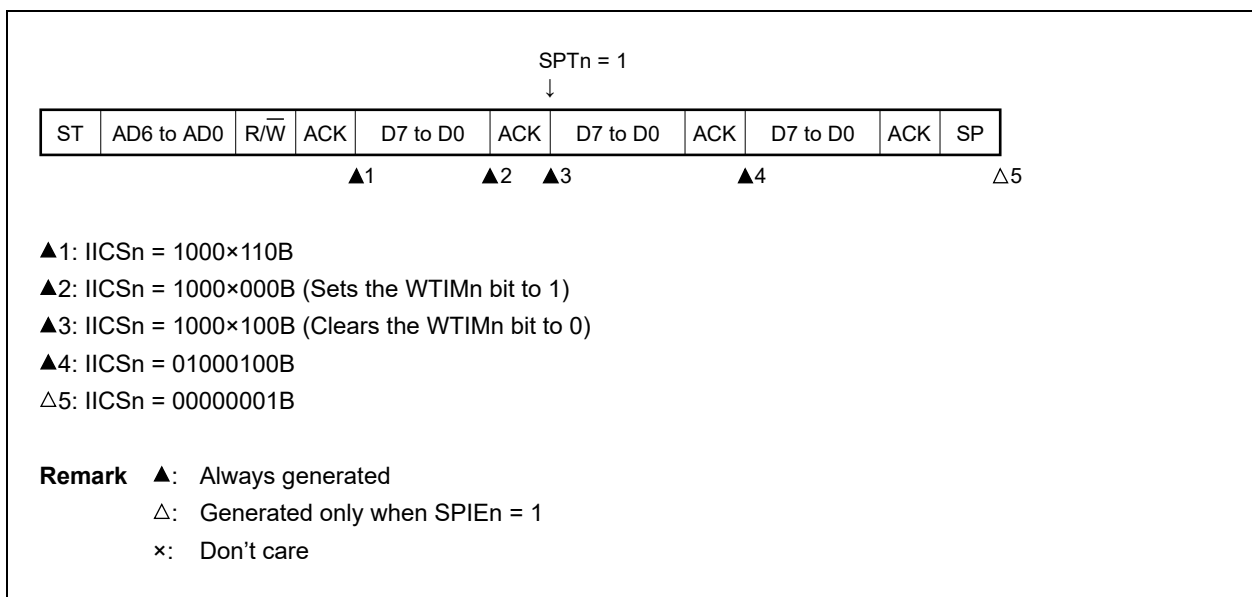 SPTn = 1
↓
ST AD6 to AD0 R/W̅ ACK D7 to D0 ACK D7 to D0 ACK D7 to D0 ACK SP
▲1 ▲2 ▲3 ▲4 △5
▲1: IICSn = 1000×110B
▲2: IICSn = 1000×000B (Sets the WTIMn bit to 1)
▲3: IICSn = 1000×100B (Clears the WTIMn bit to 0)
▲4: IICSn = 01000100B
△5: IICSn = 00000001B
Remark ▲: Always generated
△: Generated only when SPIEn = 1
×: Don’t care